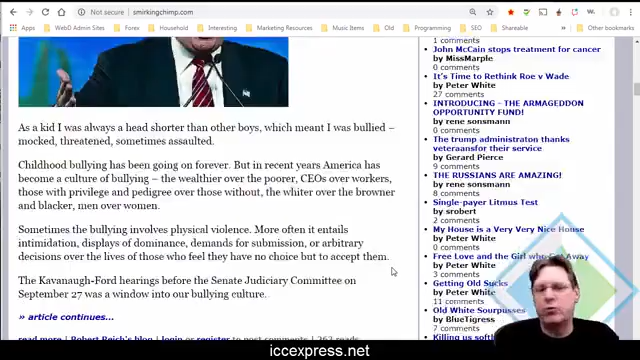 Not secure | smirkingchimp.com
Apps
WebD Admin Sites
Forex
Household
Interesting
Marketing Resources
Music Items
Old
Programming
SEO
Useable
Other bookmarks
As a kid I was always a head shorter than other boys, which meant I was bullied –
mocked, threatened, sometimes assaulted.
Childhood bullying has been going on forever. But in recent years America has
become a culture of bullying – the wealthier over the poorer, CEOs over workers,
those with privilege and pedigree over those without, the whiter over the browner
and blacker, men over women.
Sometimes the bullying involves physical violence. More often it entails
intimidation, displays of dominance, demands for submission, or arbitrary
decisions over the lives of those who feel they have no choice but to accept them.
The Kavanaugh-Ford hearings before the Senate Judiciary Committee on
September 27 was a window into our bullying culture.
» article continues...
read more | Robert Reich's blog | login or register to post comments | 262 reads
1 comments
John McCain stops treatment for cancer
by MissMarple
0 comments
It's Time to Rethink Roe v Wade
by Peter White
27 comments
INTRODUCING - THE ARMAGEDDON
OPPORTUNITY FUND!
by rene sonsmann
0 comments
The trump administraton thanks
veteraansfor their service
by Gerard Pierce
9 comments
THE RUSSIANS ARE AMAZING!
by rene sonsmann
8 comments
Single-payer Litmus Test
by srobert
2 comments
My House is a Very Very Nice House
by Peter White
0 comments
Free Love and the Girl who Got Away
by Peter White
3 comments
Getting Old Sucks
by Peter White
11 comments
Old White Sourpusses
by BlueTigress
7 comments
Killing us softly
iccexpress.net